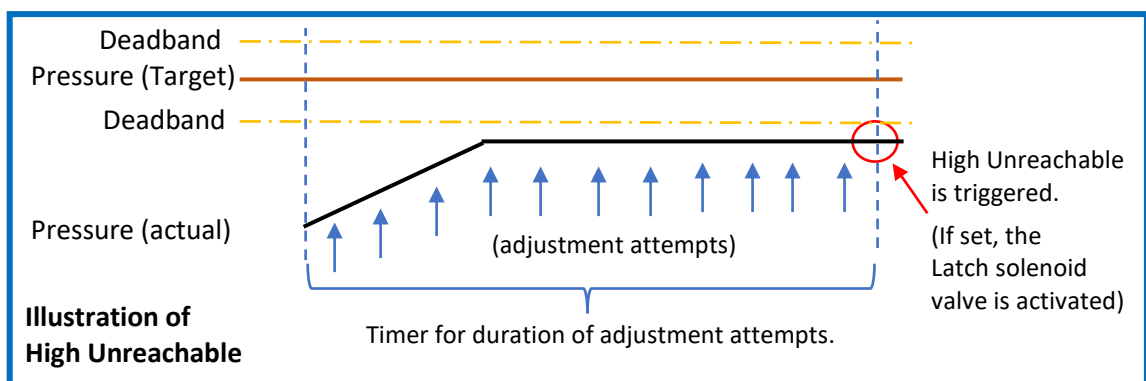 Deadband
Pressure (Target)
Deadband
High Unreachable
is triggered.
Pressure (actual)
(adjustment attempts)
(If set, the
Latch solenoid
valve is activated)
Illustration of
High Unreachable
Timer for duration of adjustment attempts.